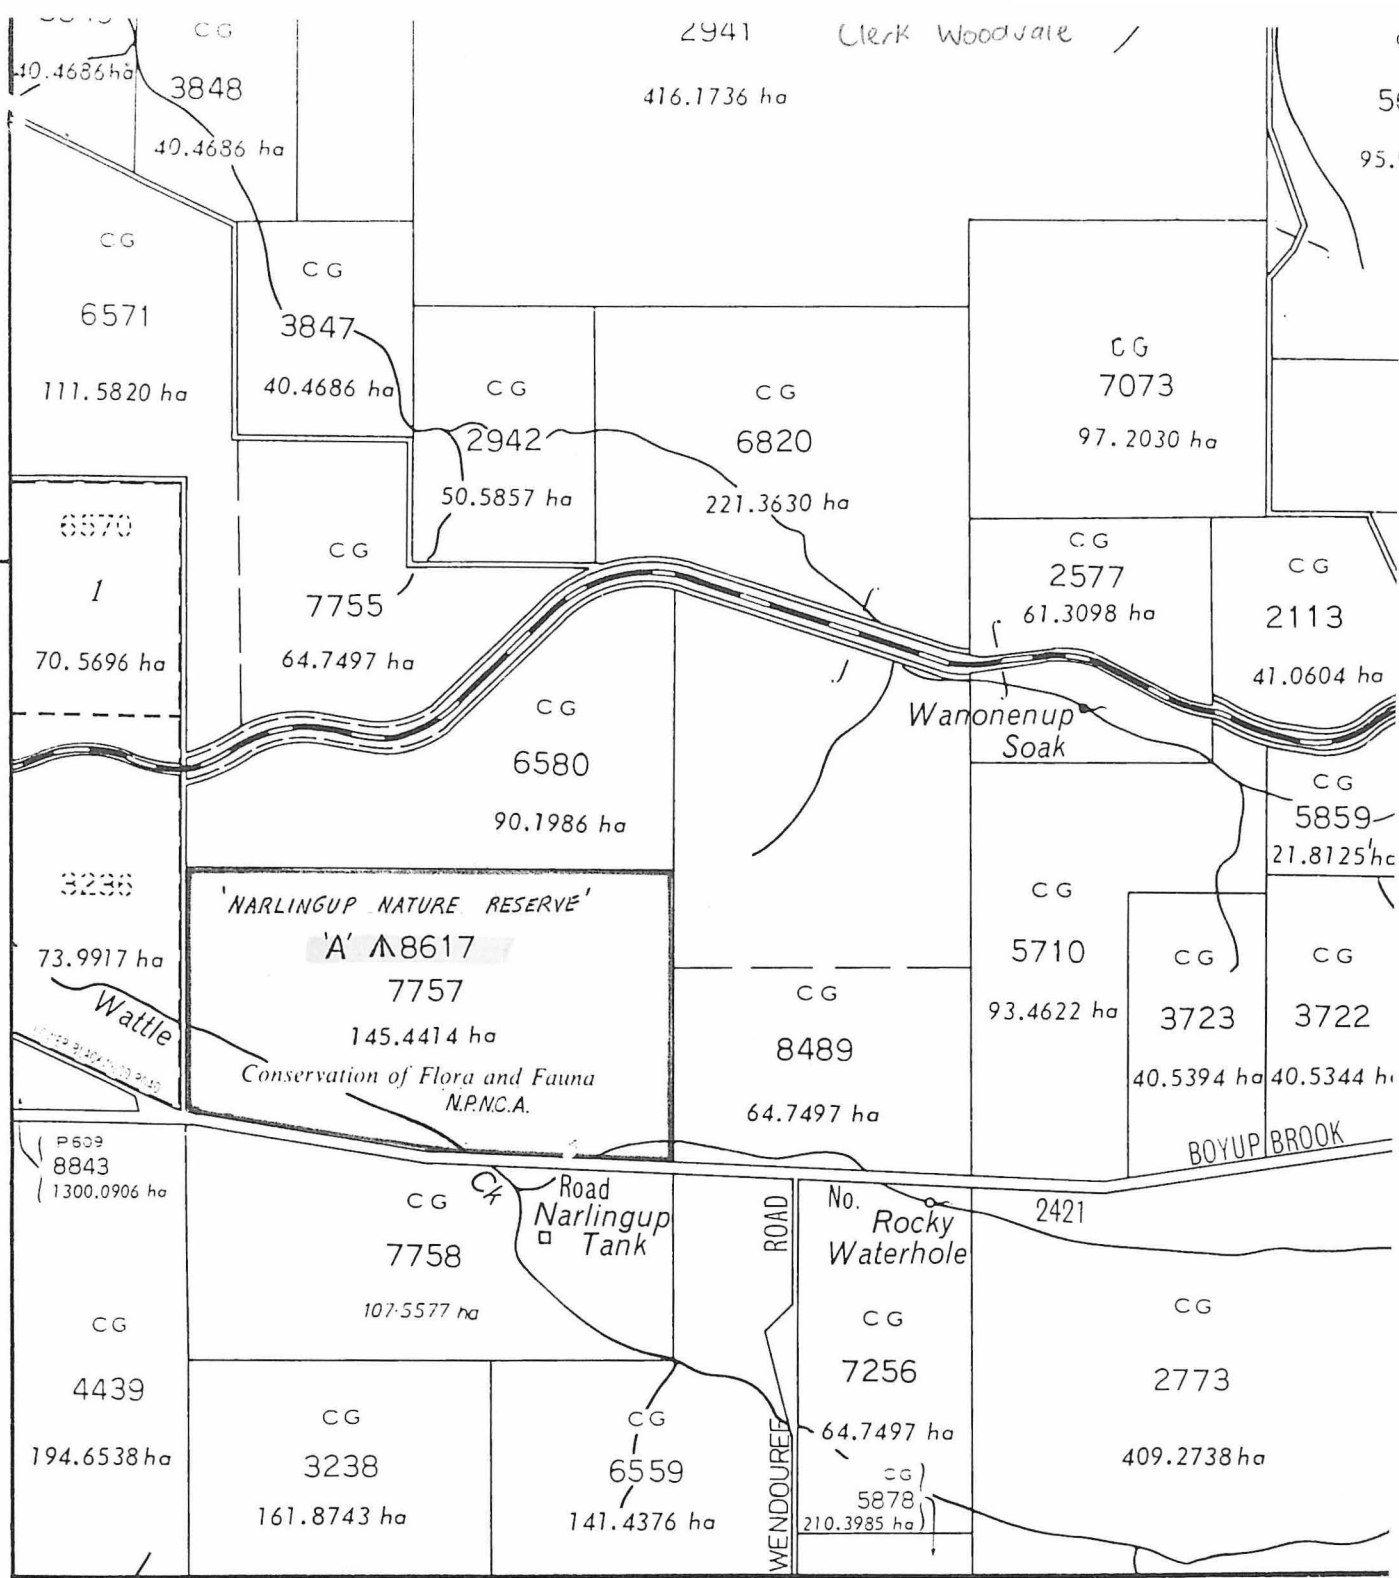 CG
2941
Clerk Woodvale
40.4686ha
3848
416.1736 ha
40.4686 ha
CG
6571
111.5820 ha
CG
3847
40.4686 ha
CG
2942
50.5857 ha
CG
6820
221.3630 ha
CG
7073
97.2030 ha
6570
1
70.5696 ha
CG
7755
64.7497 ha
CG
2577
61.3098 ha
CG
2113
41.0604 ha
CG
6580
90.1986 ha
Wanonenup
Soak
CG
5859
21.8125 ha
3236
73.9917 ha
Wattle
'NARLINGUP NATURE RESERVE'
'A' 8617
7757
145.4414 ha
Conservation of Flora and Fauna
N.P.N.C.A.
CG
8489
64.7497 ha
CG
5710
93.4622 ha
CG
3723
40.5394 ha
CG
3722
40.5344 h
BOYUP BROOK
P609
8843
1300.0906 ha
Ck
Road
No.
2421
Narlingup
Tank
ROAD
Rocky
Waterhole
CG
7758
107.5577 ha
CG
4439
194.6538 ha
CG
3238
161.8743 ha
CG
6559
141.4376 ha
WENDOUREE
CG
7256
64.7497 ha
CG
5878
210.3985 ha
CG
2773
409.2738 ha